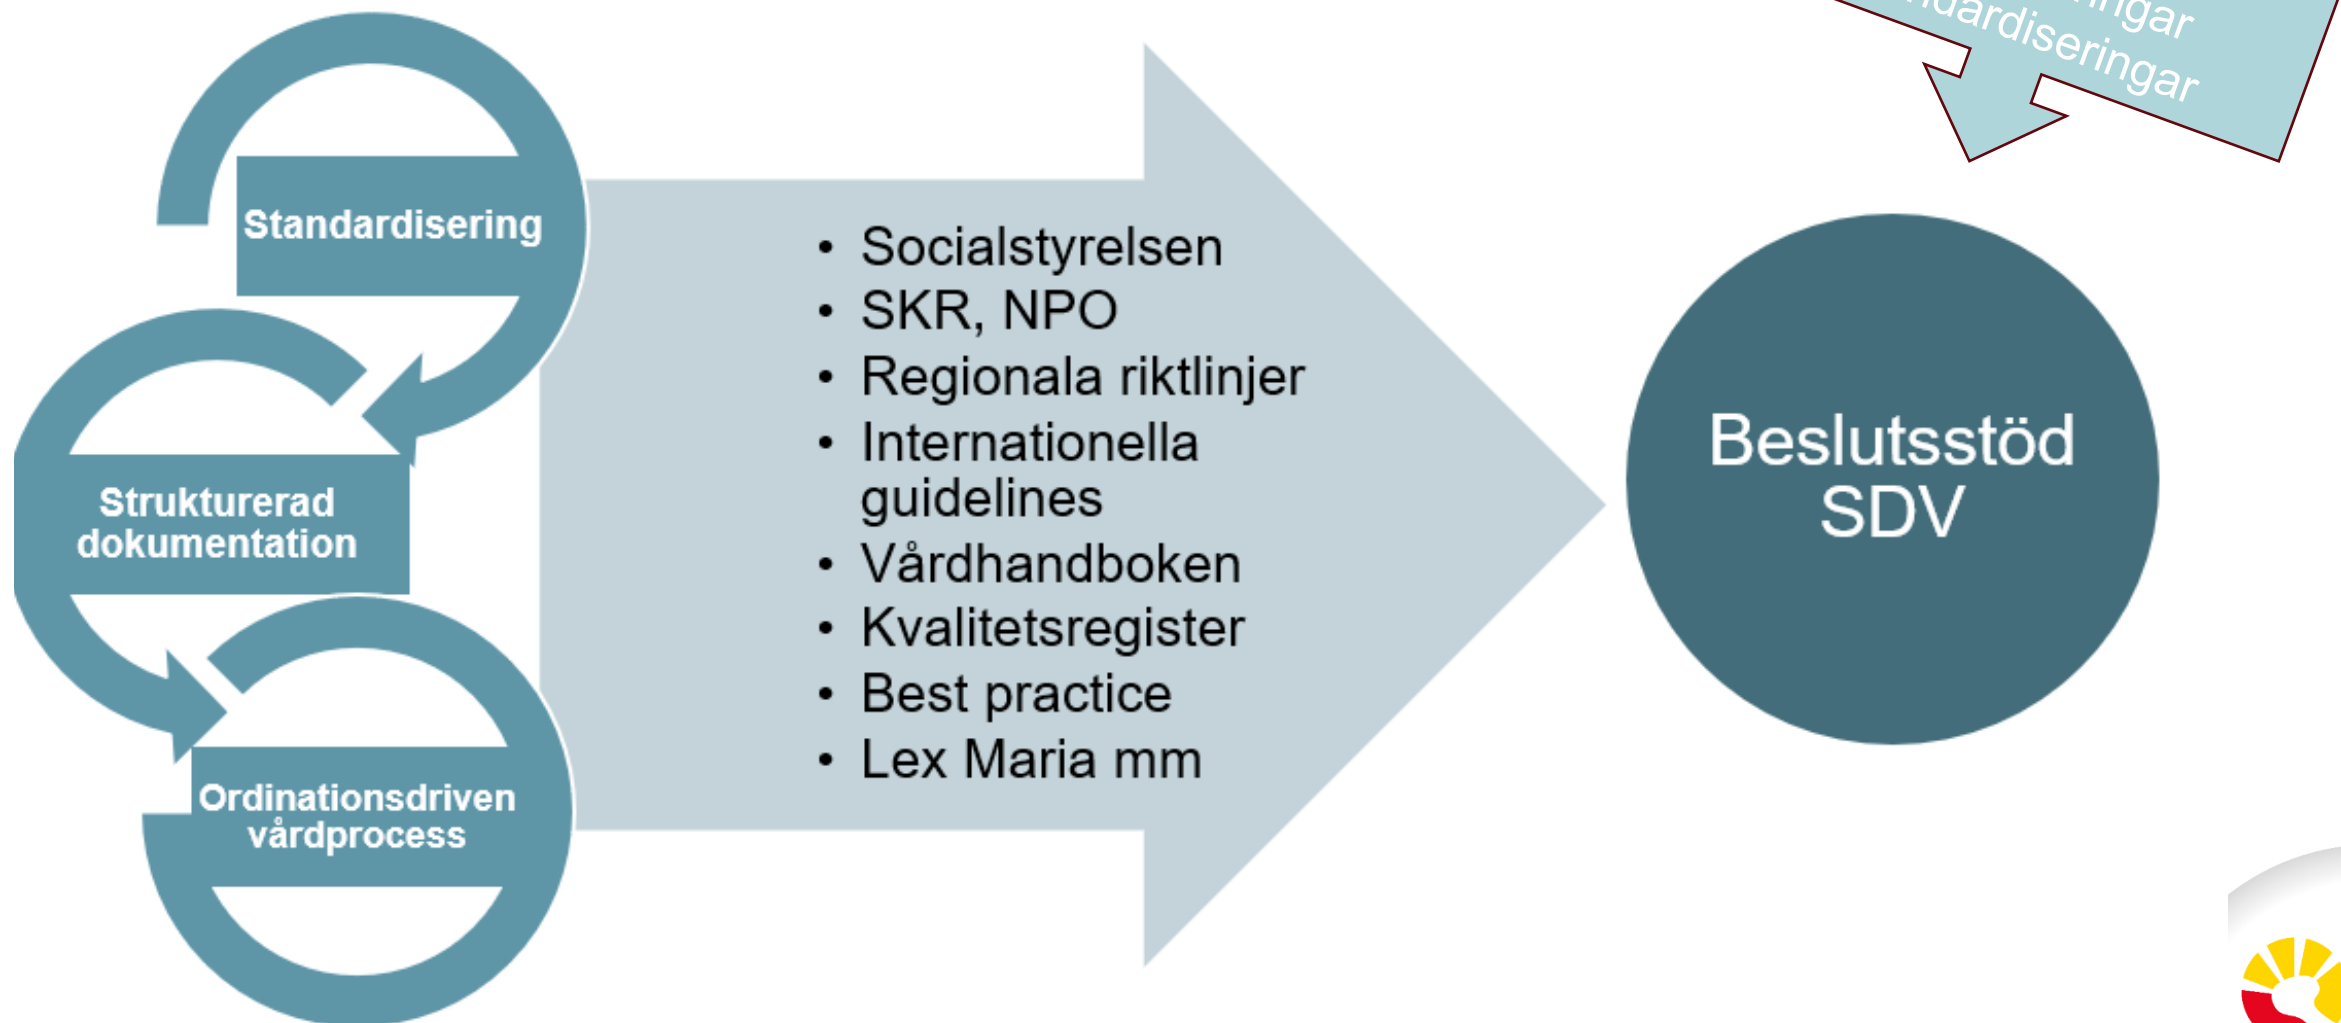 Standardisering
Strukturerad
dokumentation
Ordinationsdriven
vårdprocess
• Socialstyrelsen
• SKR, NPO
• Regionala riktlinjer
• Internationella
guidelines
• Vårdhandboken
• Kvalitetsregister
• Best practice
• Lex Maria mm
Beslutsstöd
SDV